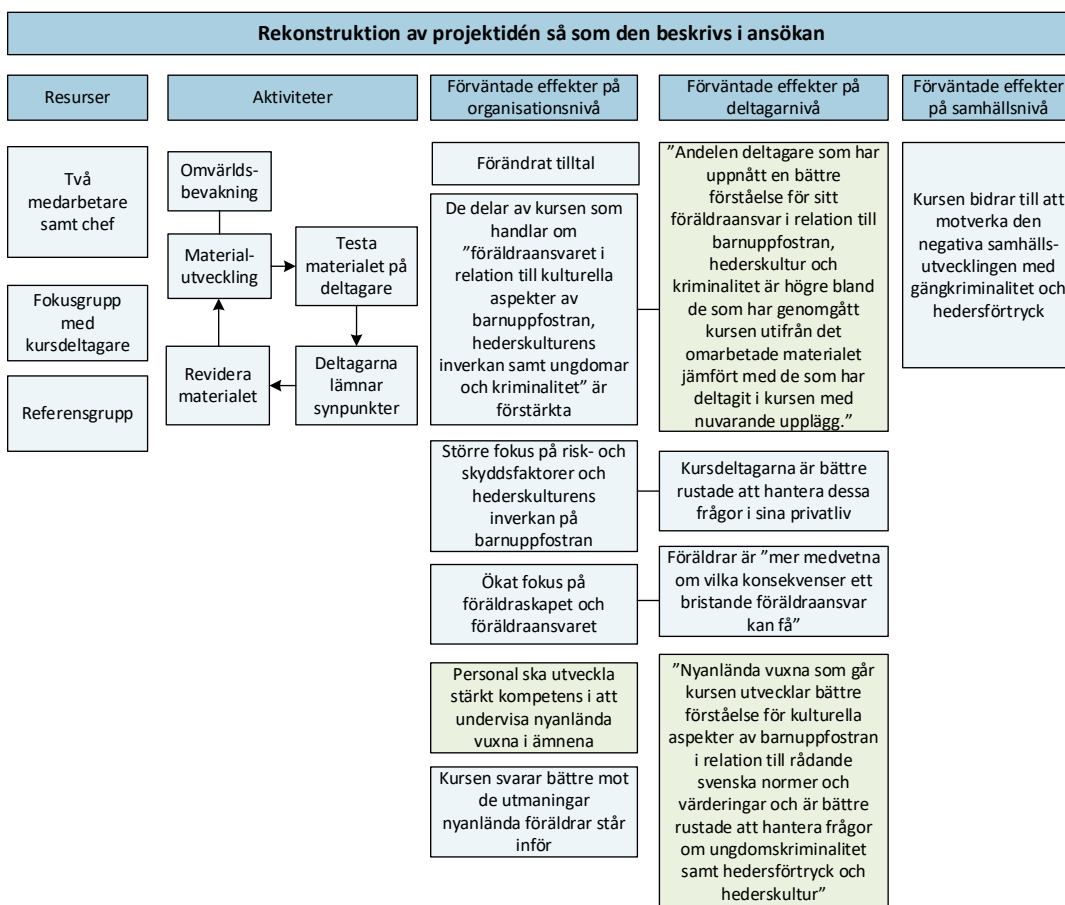 Rekonstruktion av projektidén så som den beskrivs i ansökan
Resurser
Aktiviteter
Förväntade effekter på
organisationsnivå
Förväntade effekter på
deltagarnivå
Förväntade effekter
på samhällsnivå
Två
medarbetare
samt chef
Fokusgrupp
med
kursdeltagare
Referensgrupp
Omvärlds-
bevakning
Material-
utveckling
Testa
materialet på
deltagare
Revidera
materialet
Deltagarna
lämnar
synpunkter
Förändrat tilltal
De delar av kursen som
handlar om
”föräldraansvaret i
relation till kulturella
aspekter av
barnuppfostran,
hederskulturens
inverkan samt ungdomar
och kriminalitet” är
förstärkta
Större fokus på risk- och
skyddsfaktorer och
hederskulturens
inverkan på
barnuppfostran
Ökat fokus på
föräldraskapet och
föräldraansvaret
Personal ska utveckla
stärkt kompetens i att
undervisa nyanlända
vuxna i ämnena
Kursen svarar bättre mot
de utmaningar
nyanlända föräldrar står
inför
”Andelen deltagare som har
uppnått en bättre
förståelse för sitt
föräldraansvar i relation till
barnuppfostran,
hederskultur och
kriminalitet är högre bland
de som har genomgått
kursen utifrån det
omarbetade materialet
jämfört med de som har
deltagit i kursen med
nuvarande upplägg.”
Kursdeltagarna är bättre
rustade att hantera dessa
frågor i sina privatliv
Föräldrar är ”mer medvetna
om vilka konsekvenser ett
bristande föräldraansvar
kan få”
”Nyanlända vuxna som går
kursen utvecklar bättre
förståelse för kulturella
aspekter av barnuppfostran
i relation till rådande
svenska normer och
värderingar och är bättre
rustade att hantera frågor
om ungdomskriminalitet
samt hedersförtryck och
hederskultur”
Kursen bidrar till att
motverka den
negativa samhälls-
utvecklingen med
gängkriminalitet och
hedersförtryck